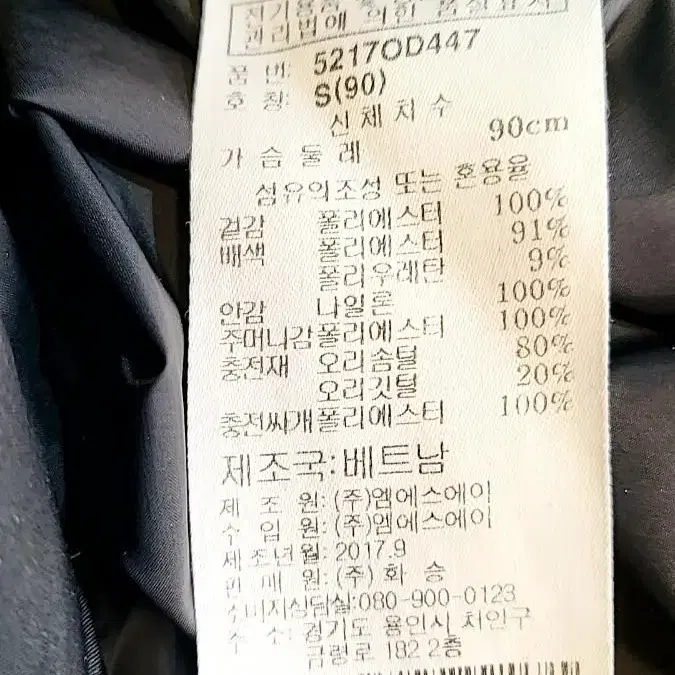 관리법에 의한 품질표시
품 번: 5217OD447
호 칭: S(90)
신체치수
가슴둘레 90cm
섬유의조성 또는 혼용율
겉감 폴리에스터 100%
배색 폴리에스터 91%
폴리우레탄 9%
안감 나일론 100%
주머니감 폴리에스터 100%
충전재 오리솜털 80%
오리깃털 20%
충전싸개 폴리에스터 100%
제조국:베트남
제 조 원: (주)엠에스에이
수 입 원: (주)엠에스에이
제조년월: 2017.9
판 매 원: (주) 화 승
소비자상담실:080-900-0123
주 소: 경기도 용인시 처인구
금령로 182 2층